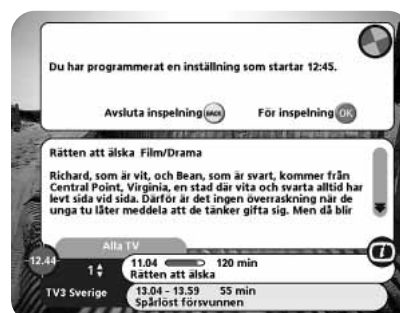 Du har programmerat en inställning som startar 12:45.
Avsluta inspelning BACK För inspelning OK
Rätten att älska Film/Drama
Richard, som är vit, och Bean, som är svart, kommer från
Central Point, Virginia, en stad där vita och svarta alltid har
levt sida vid sida. Därför är det ingen överraskning när de
unga tu låter meddela att de tänker gifta sig. Men då blir
Alla TV
12.44
1
11.04 120 min
Rätten att älska
TV3 Sverige
13.04 – 13.59 55 min
Spårlöst försvunnen
i